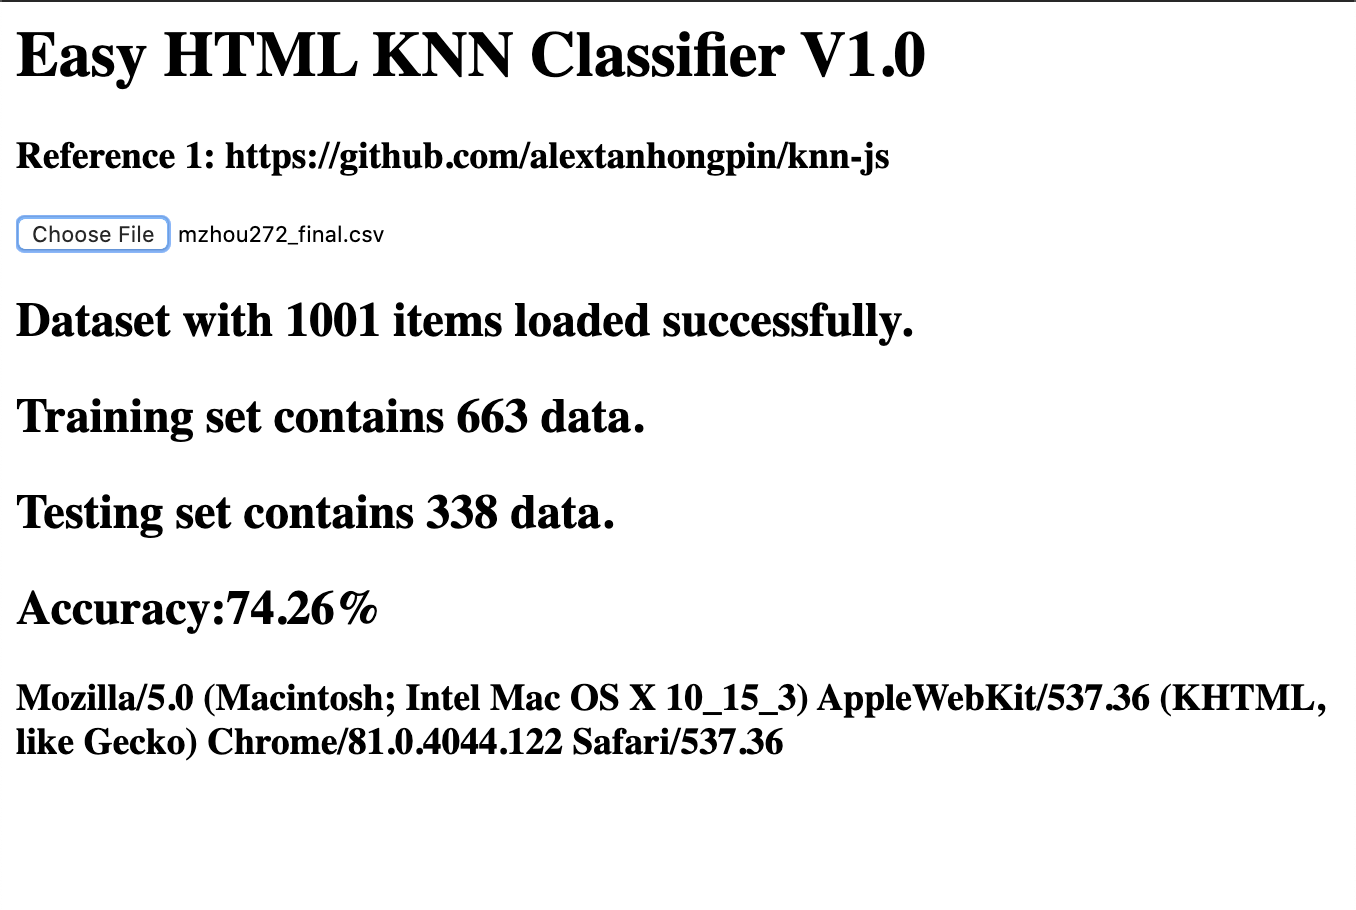 Easy HTML KNN Classifier V1.0
Reference 1: https://github.com/alextanhongpin/knn-js
Choose File mzhou272_final.csv
Dataset with 1001 items loaded successfully.
Training set contains 663 data.
Testing set contains 338 data.
Accuracy:74.26%
Mozilla/5.0 (Macintosh; Intel Mac OS X 10_15_3) AppleWebKit/537.36 (KHTML,
like Gecko) Chrome/81.0.4044.122 Safari/537.36